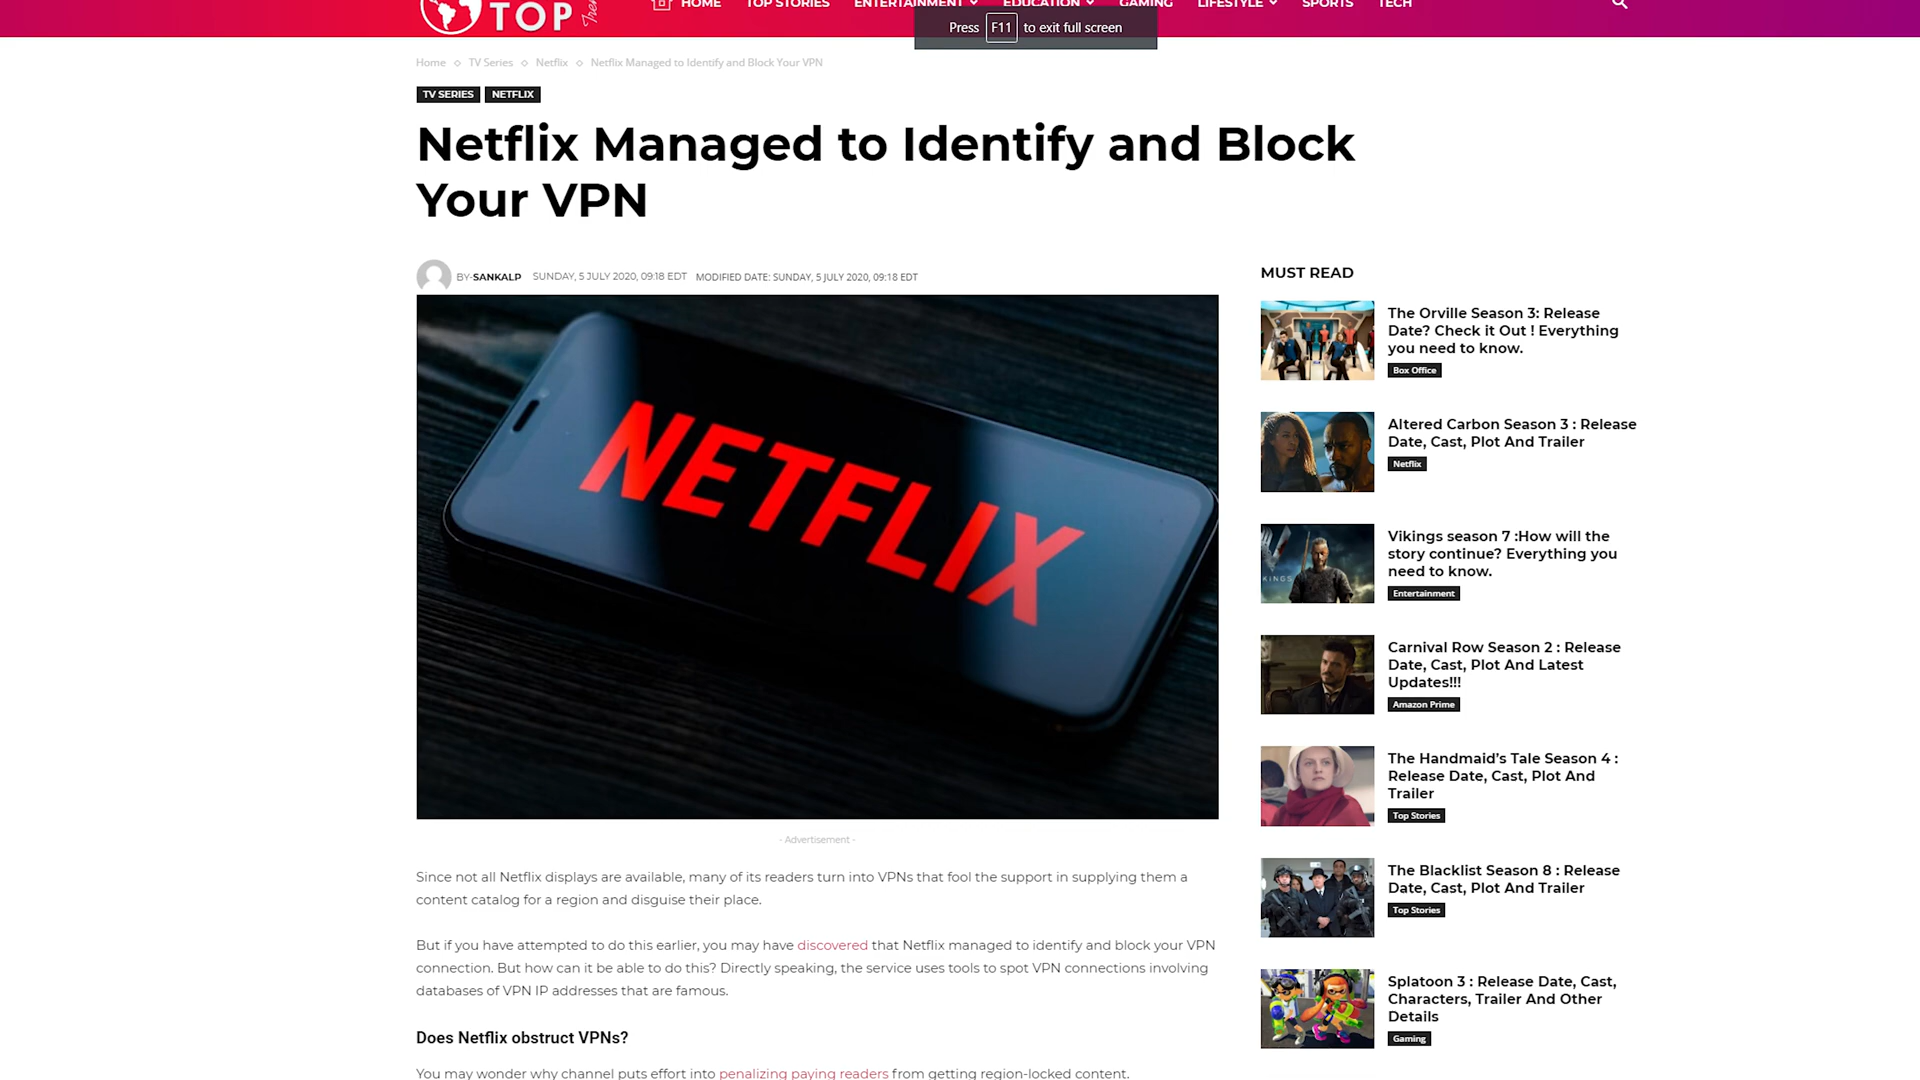 TOP
HOME TOP STORIES ENTERTAINMENT EDUCATION GAMING LIFESTYLE SPORTS TECH
Press F11 to exit full screen
Home TV Series Netflix Netflix Managed to Identify and Block Your VPN
TV SERIES NETFLIX
Netflix Managed to Identify and Block
Your VPN
BY-SANKALP SUNDAY, 5 JULY 2020, 09:18 EDT MODIFIED DATE: SUNDAY, 5 JULY 2020, 09:18 EDT
NETFLIX
- Advertisement -
Since not all Netflix displays are available, many of its readers turn into VPNs that fool the support in supplying them a
content catalog for a region and disguise their place.
But if you have attempted to do this earlier, you may have discovered that Netflix managed to identify and block your VPN
connection. But how can it be able to do this? Directly speaking, the service uses tools to spot VPN connections involving
databases of VPN IP addresses that are famous.
Does Netflix obstruct VPNs?
You may wonder why channel puts effort into penalizing paying readers from getting region-locked content.
MUST READ
The Orville Season 3: Release
Date? Check it Out ! Everything
you need to know.
Box Office
Altered Carbon Season 3 : Release
Date, Cast, Plot And Trailer
Netflix
Vikings season 7 :How will the
story continue? Everything you
need to know.
Entertainment
Carnival Row Season 2 : Release
Date, Cast, Plot And Latest
Updates!!!
Amazon Prime
The Handmaid’s Tale Season 4 :
Release Date, Cast, Plot And
Trailer
Top Stories
The Blacklist Season 8 : Release
Date, Cast, Plot And Trailer
Top Stories
Splatoon 3 : Release Date, Cast,
Characters, Trailer And Other
Details
Gaming